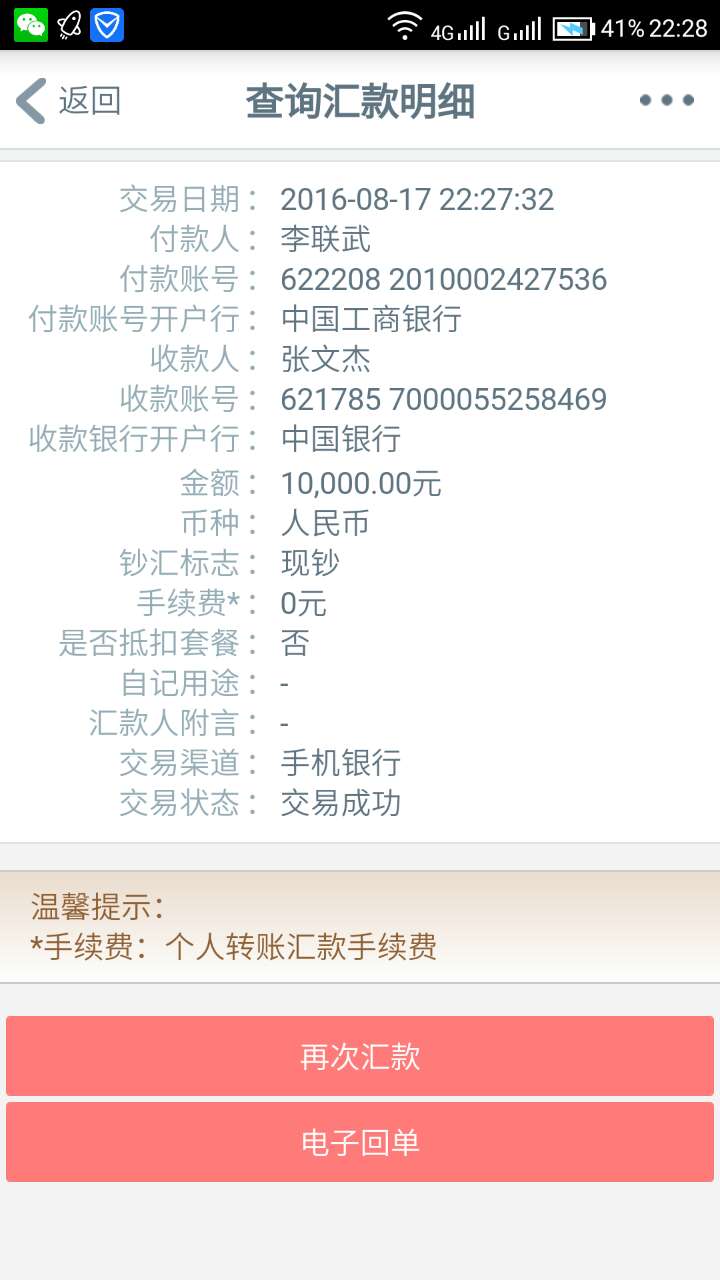 4G G 41% 22:28
返回 查询汇款明细
交易日期： 2016-08-17 22:27:32
付款人： 李联武
付款账号： 622208 2010002427536
付款账号开户行： 中国工商银行
收款人： 张文杰
收款账号： 621785 7000055258469
收款银行开户行： 中国银行
金额： 10,000.00元
币种： 人民币
钞汇标志： 现钞
手续费*： 0元
是否抵扣套餐： 否
自记用途： -
汇款人附言： -
交易渠道： 手机银行
交易状态： 交易成功
温馨提示：
*手续费：个人转账汇款手续费
再次汇款
电子回单